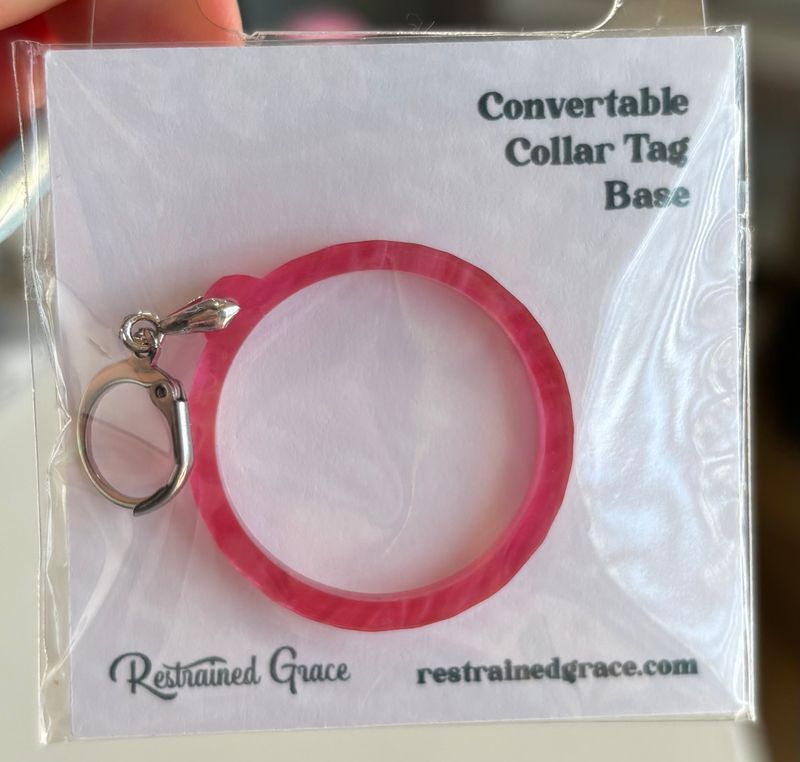 Convertable
Collar Tag
Base
Restrained Grace
restrainedgrace.com